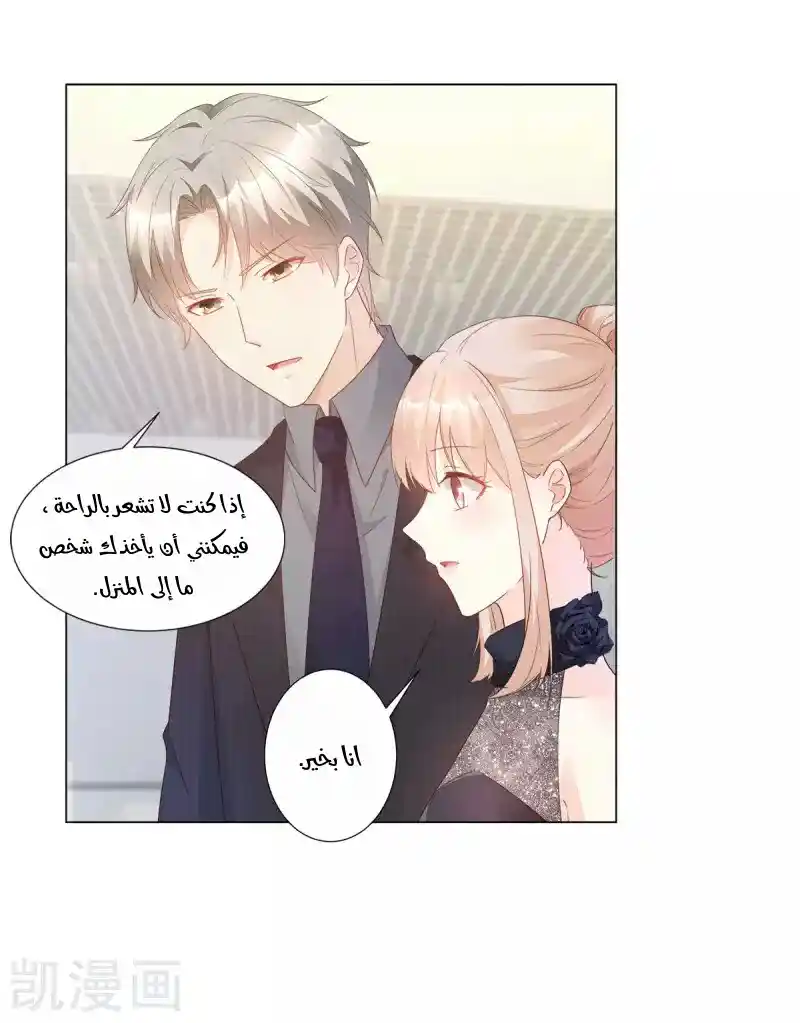 إذا كنت لا تشعر بالراحة ،
فيمكنني أن يأخذك شخص
ما إلى المنزل.
انا بخير.
凯漫画